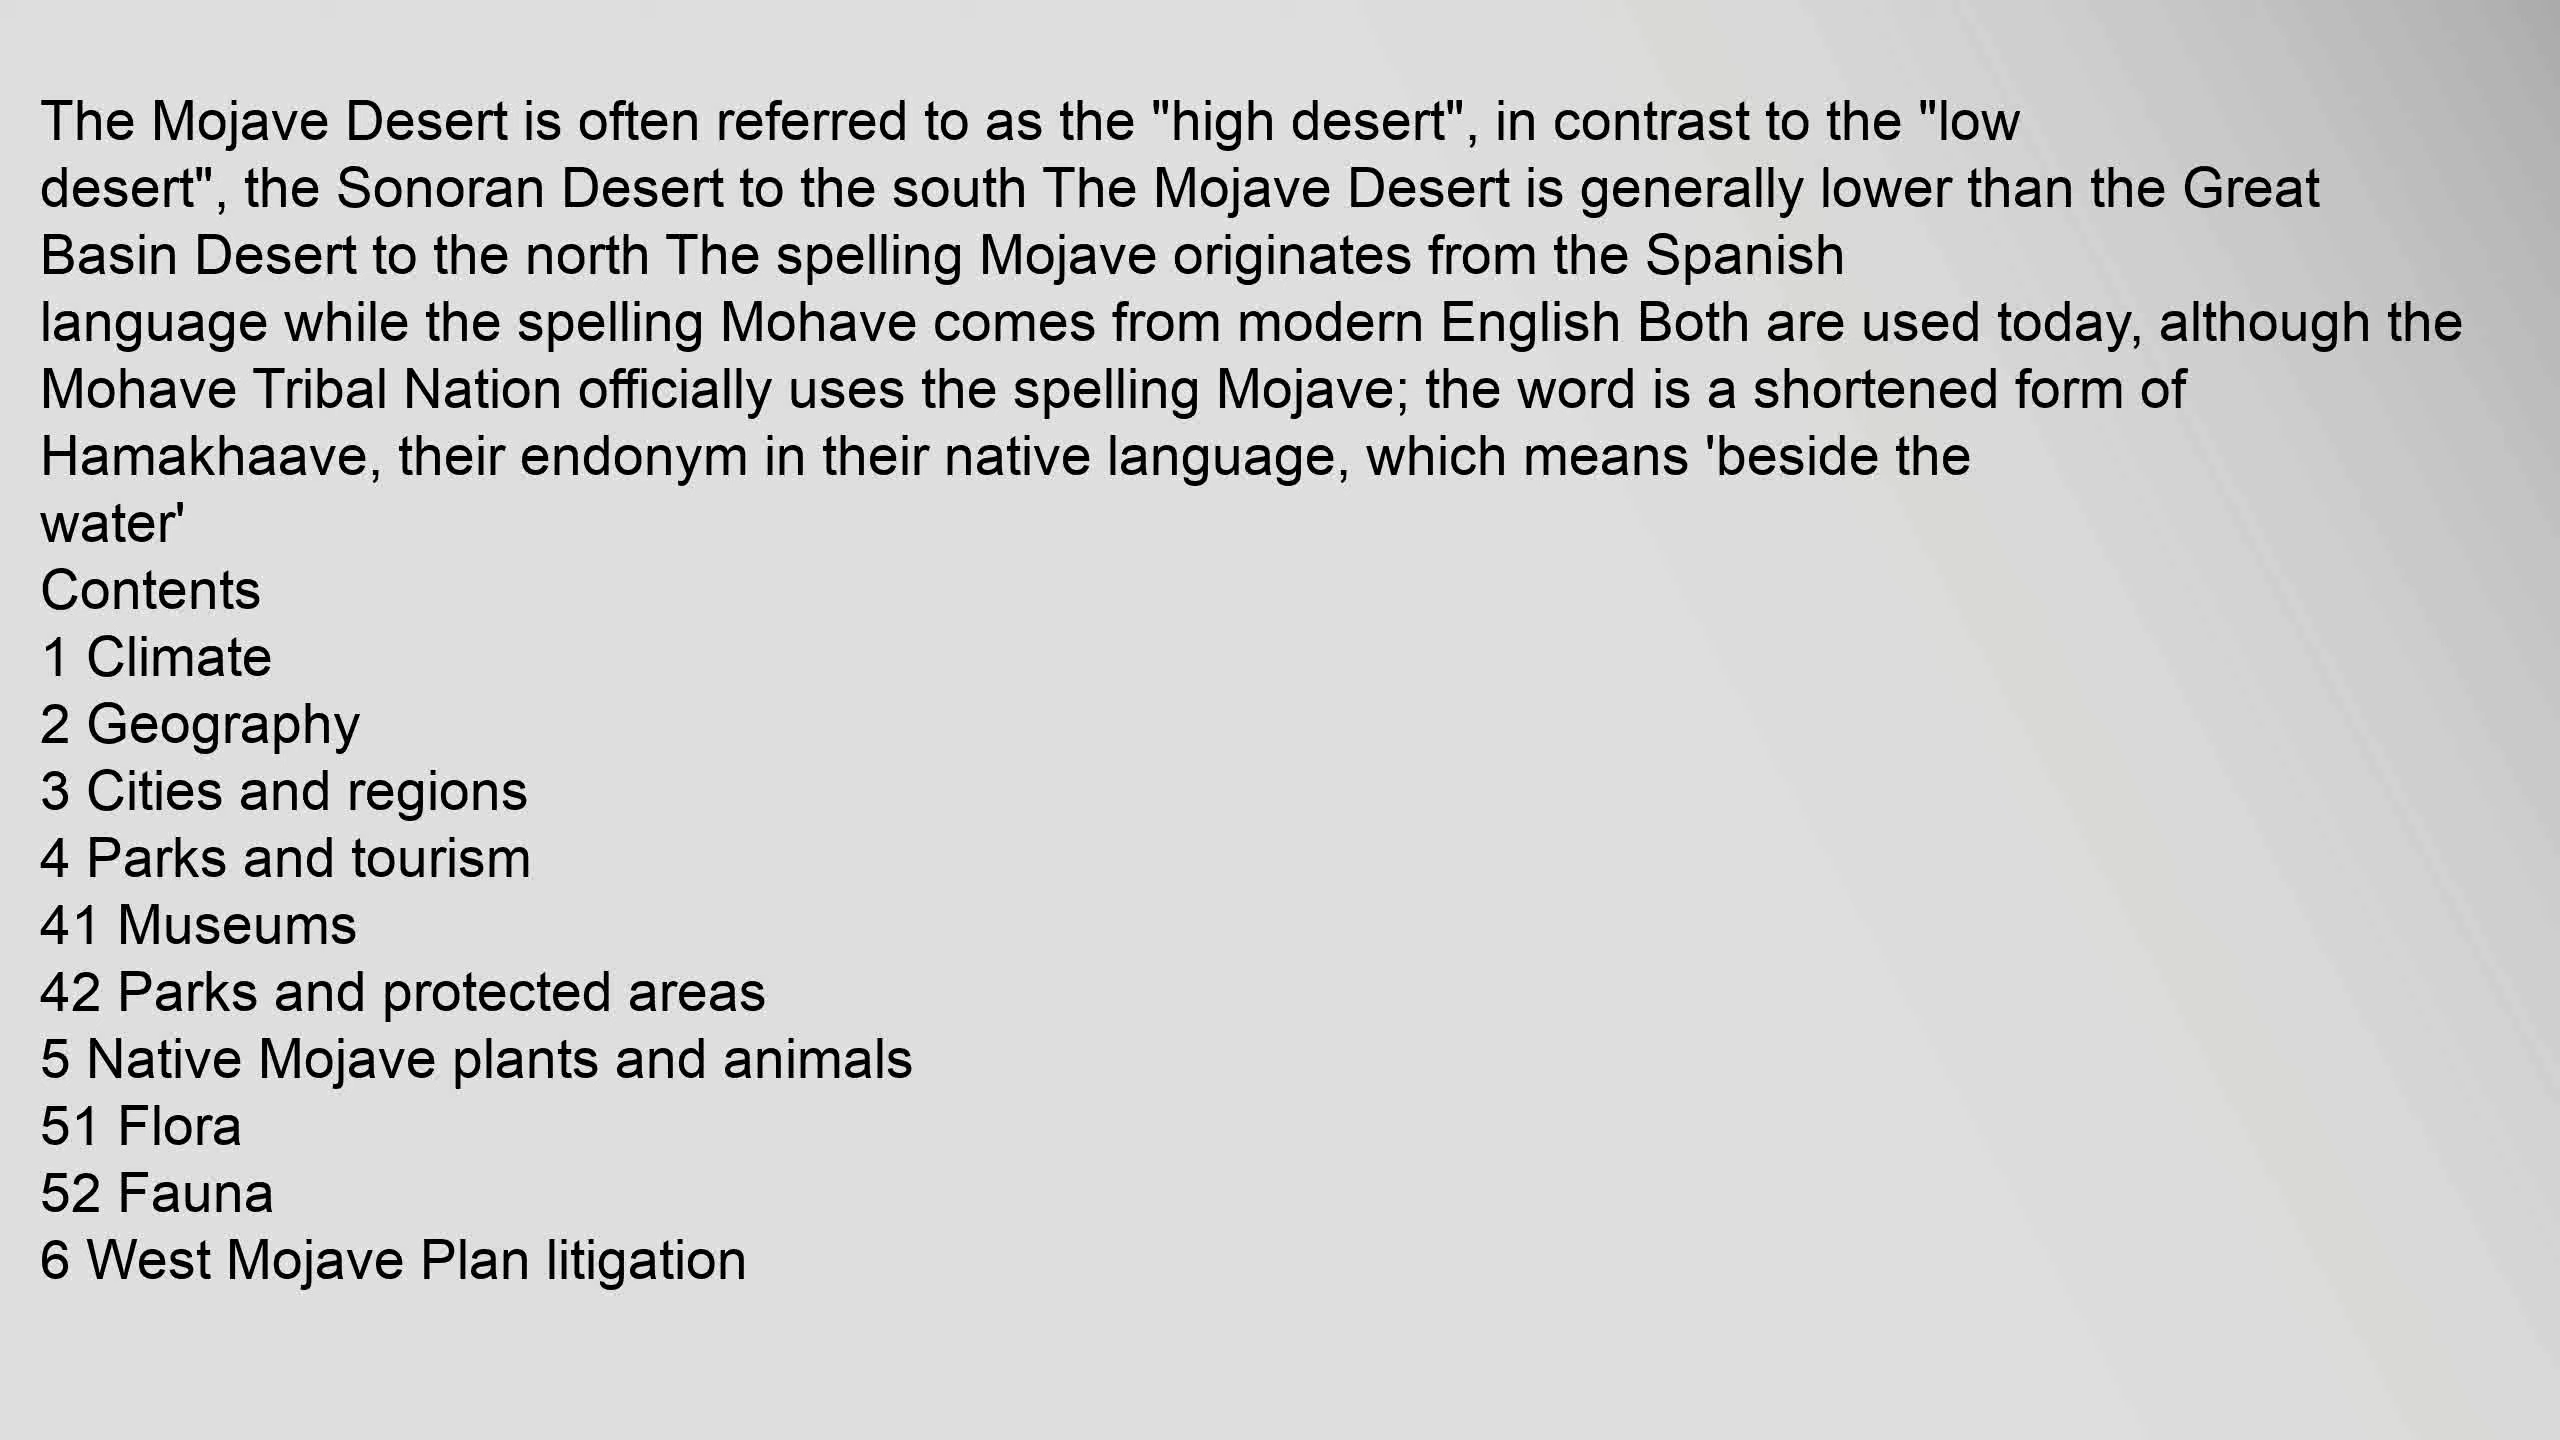 The Mojave Desert is often referred to as the "high desert", in contrast to the "low
desert", the Sonoran Desert to the south The Mojave Desert is generally lower than the Great
Basin Desert to the north The spelling Mojave originates from the Spanish
language while the spelling Mohave comes from modern English Both are used today, although the
Mohave Tribal Nation officially uses the spelling Mojave; the word is a shortened form of
Hamakhaave, their endonym in their native language, which means 'beside the
water'
Contents
1 Climate
2 Geography
3 Cities and regions
4 Parks and tourism
41 Museums
42 Parks and protected areas
5 Native Mojave plants and animals
51 Flora
52 Fauna
6 West Mojave Plan litigation